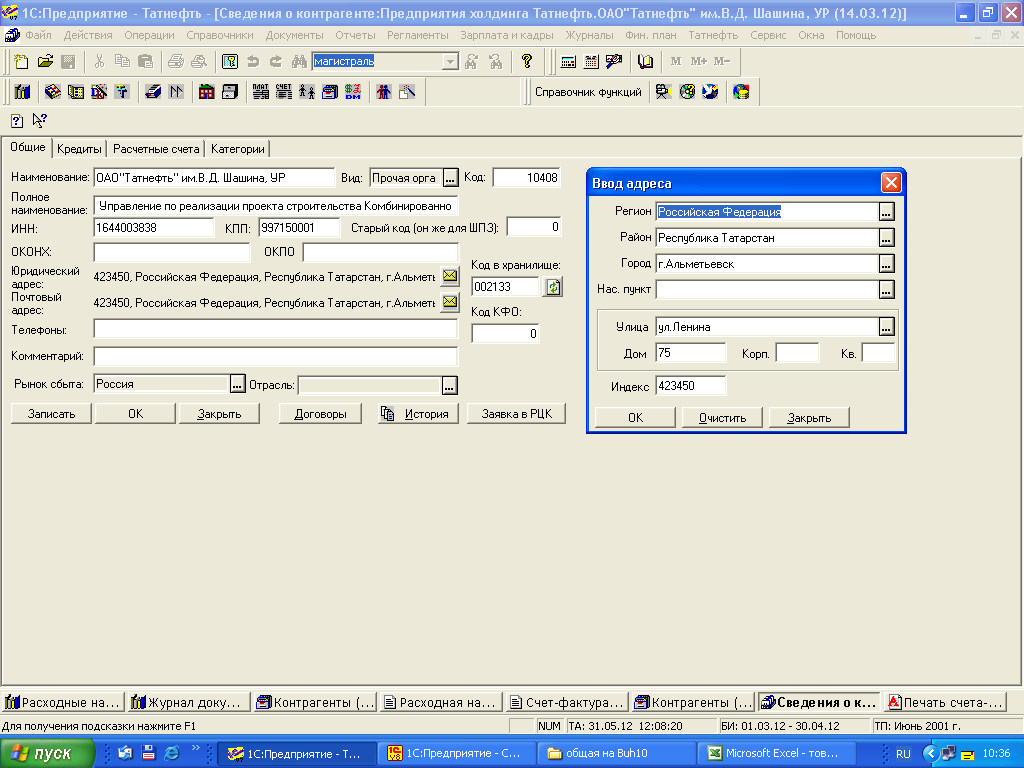 1С:Предприятие - Татнефть - [Сведения о контрагенте:Предприятия холдинга Татнефть.ОАО"Татнефть" им.В.Д. Шашина, УР (14.03.12)]
Файл Действия Операции Справочники Документы Отчеты Регламенты Зарплата и кадры Журналы Фин. план Татнефть Сервис Окна Помощь
магистраль M M+ M-
Справочник функций
Общие Кредиты Расчетные счета Категории
Наименование: ОАО"Татнефть" им.В.Д. Шашина, УР Вид: Прочая орга ... Код: 10408
Полное наименование: Управление по реализации проекта строительства Комбинированно
ИНН: 1644003838 КПП: 997150001 Старый код (он же для ШПЗ): 0
ОКОНХ: ОКПО
Юридический адрес: 423450, Российская Федерация, Республика Татарстан, г.Альмет
Код в хранилище:
002133
Почтовый адрес: 423450, Российская Федерация, Республика Татарстан, г.Альмет
Код КФО:
0
Телефоны:
Комментарий:
Рынок сбыта: Россия ... Отрасль: ...
Записать ОК Закрыть Договоры История Заявка в РЦК
Ввод адреса
Регион Российская Федерация ...
Район Республика Татарстан ...
Город г.Альметьевск ...
Нас. пункт ...
Улица ул.Ленина ...
Дом 75 Корп. Кв.
Индекс 423450
ОК Очистить Закрыть
Расходные на... Журнал доку... Контрагенты (... Расходная на... Счет-фактура... Контрагенты (... Сведения о к... Печать счета-...
Для получения подсказки нажмите F1 NUM ТА: 31.05.12 12:08:20 БИ: 01.03.12 - 30.04.12 ТП: Июнь 2001 г.
пуск 1С:Предприятие - Т... 1С:Предприятие - С... общая на Buh10 Microsoft Excel - тов... RU 10:36